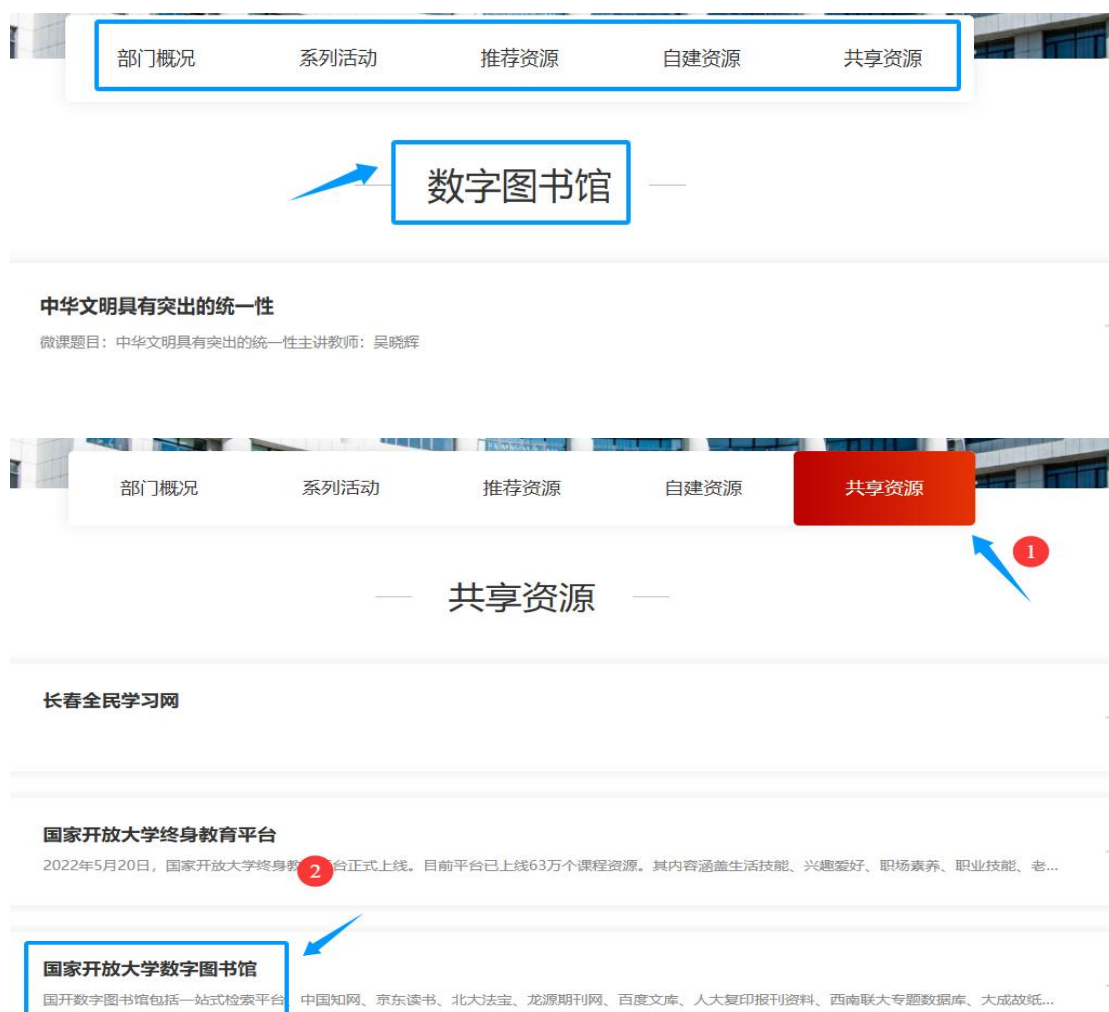 部门概况 系列活动 推荐资源 自建资源 共享资源
数字图书馆
中华文明具有突出的统一性
微课题目：中华文明具有突出的统一性主讲教师：吴晓辉
部门概况 系列活动 推荐资源 自建资源 共享资源
1
共享资源
长春全民学习网
国家开放大学终身教育平台
2022年5月20日，国家开放大学终身教 台正式上线。目前平台已上线63万个课程资源。其内容涵盖生活技能、兴趣爱好、职场素养、职业技能、老...
2
国家开放大学数字图书馆
国开数字图书馆包括一站式检索平台、中国知网、京东读书、北大法宝、龙源期刊网、百度文库、人大复印报刊资料、西南联大专题数据库、大成故纸...